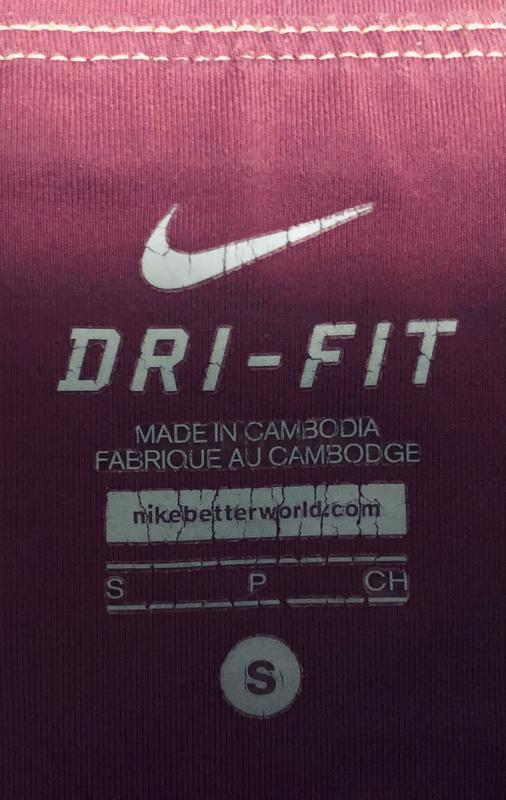 DRI-FIT
MADE IN CAMBODIA
FABRIQUE AU CAMBODGE
nikebetterworld.com
S P CH
S